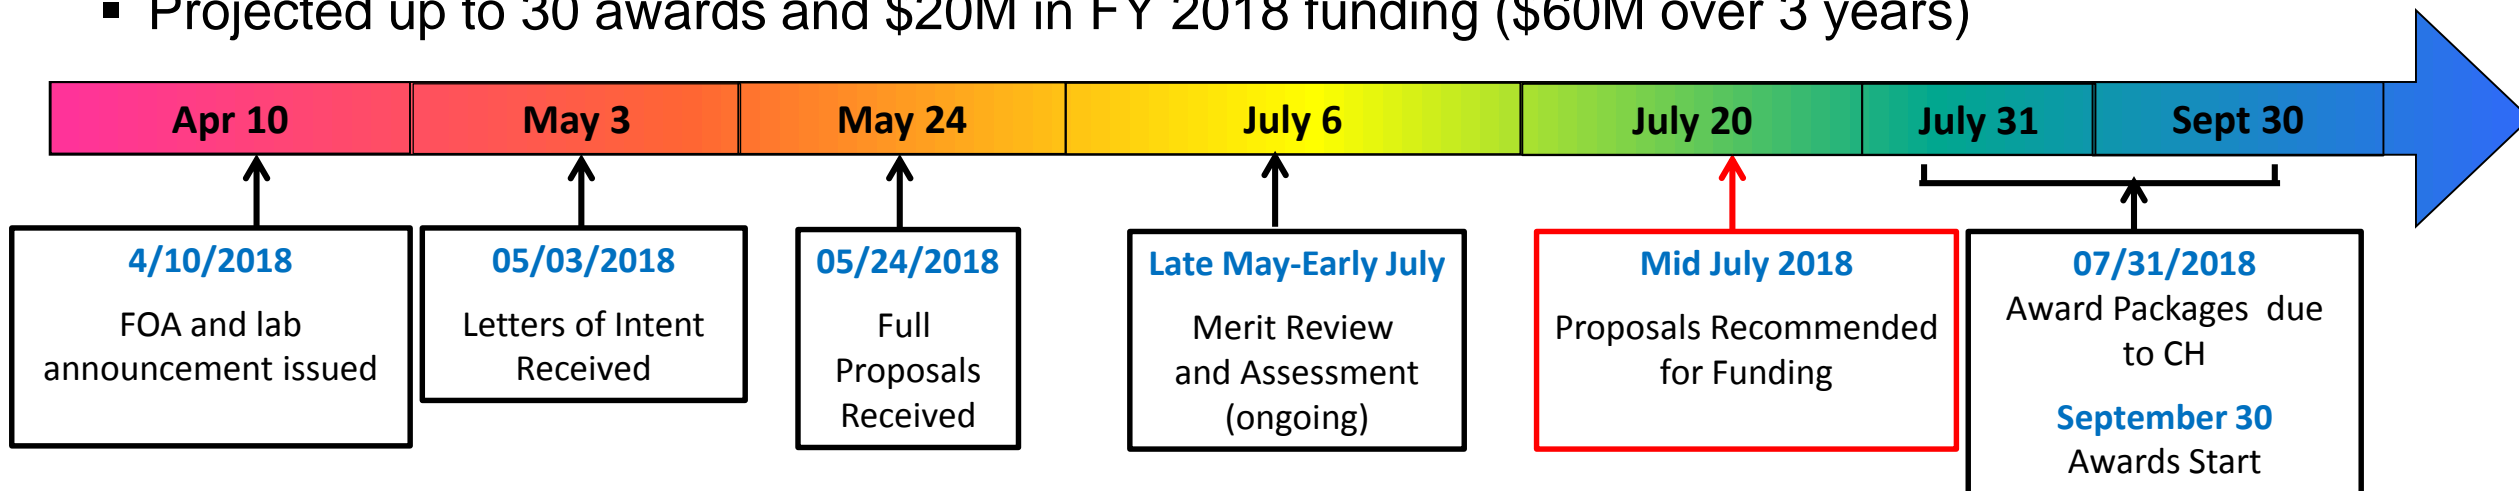 ▪ Projected up to 30 awards and $20M in FY 2018 funding ($60M over 3 years)
Apr 10
May 3
May 24
July 6
July 20
July 31
Sept 30
4/10/2018
FOA and lab
announcement issued
05/03/2018
Letters of Intent
Received
05/24/2018
Full
Proposals
Received
Late May-Early July
Merit Review
and Assessment
(ongoing)
Mid July 2018
Proposals Recommended
for Funding
07/31/2018
Award Packages due
to CH
September 30
Awards Start